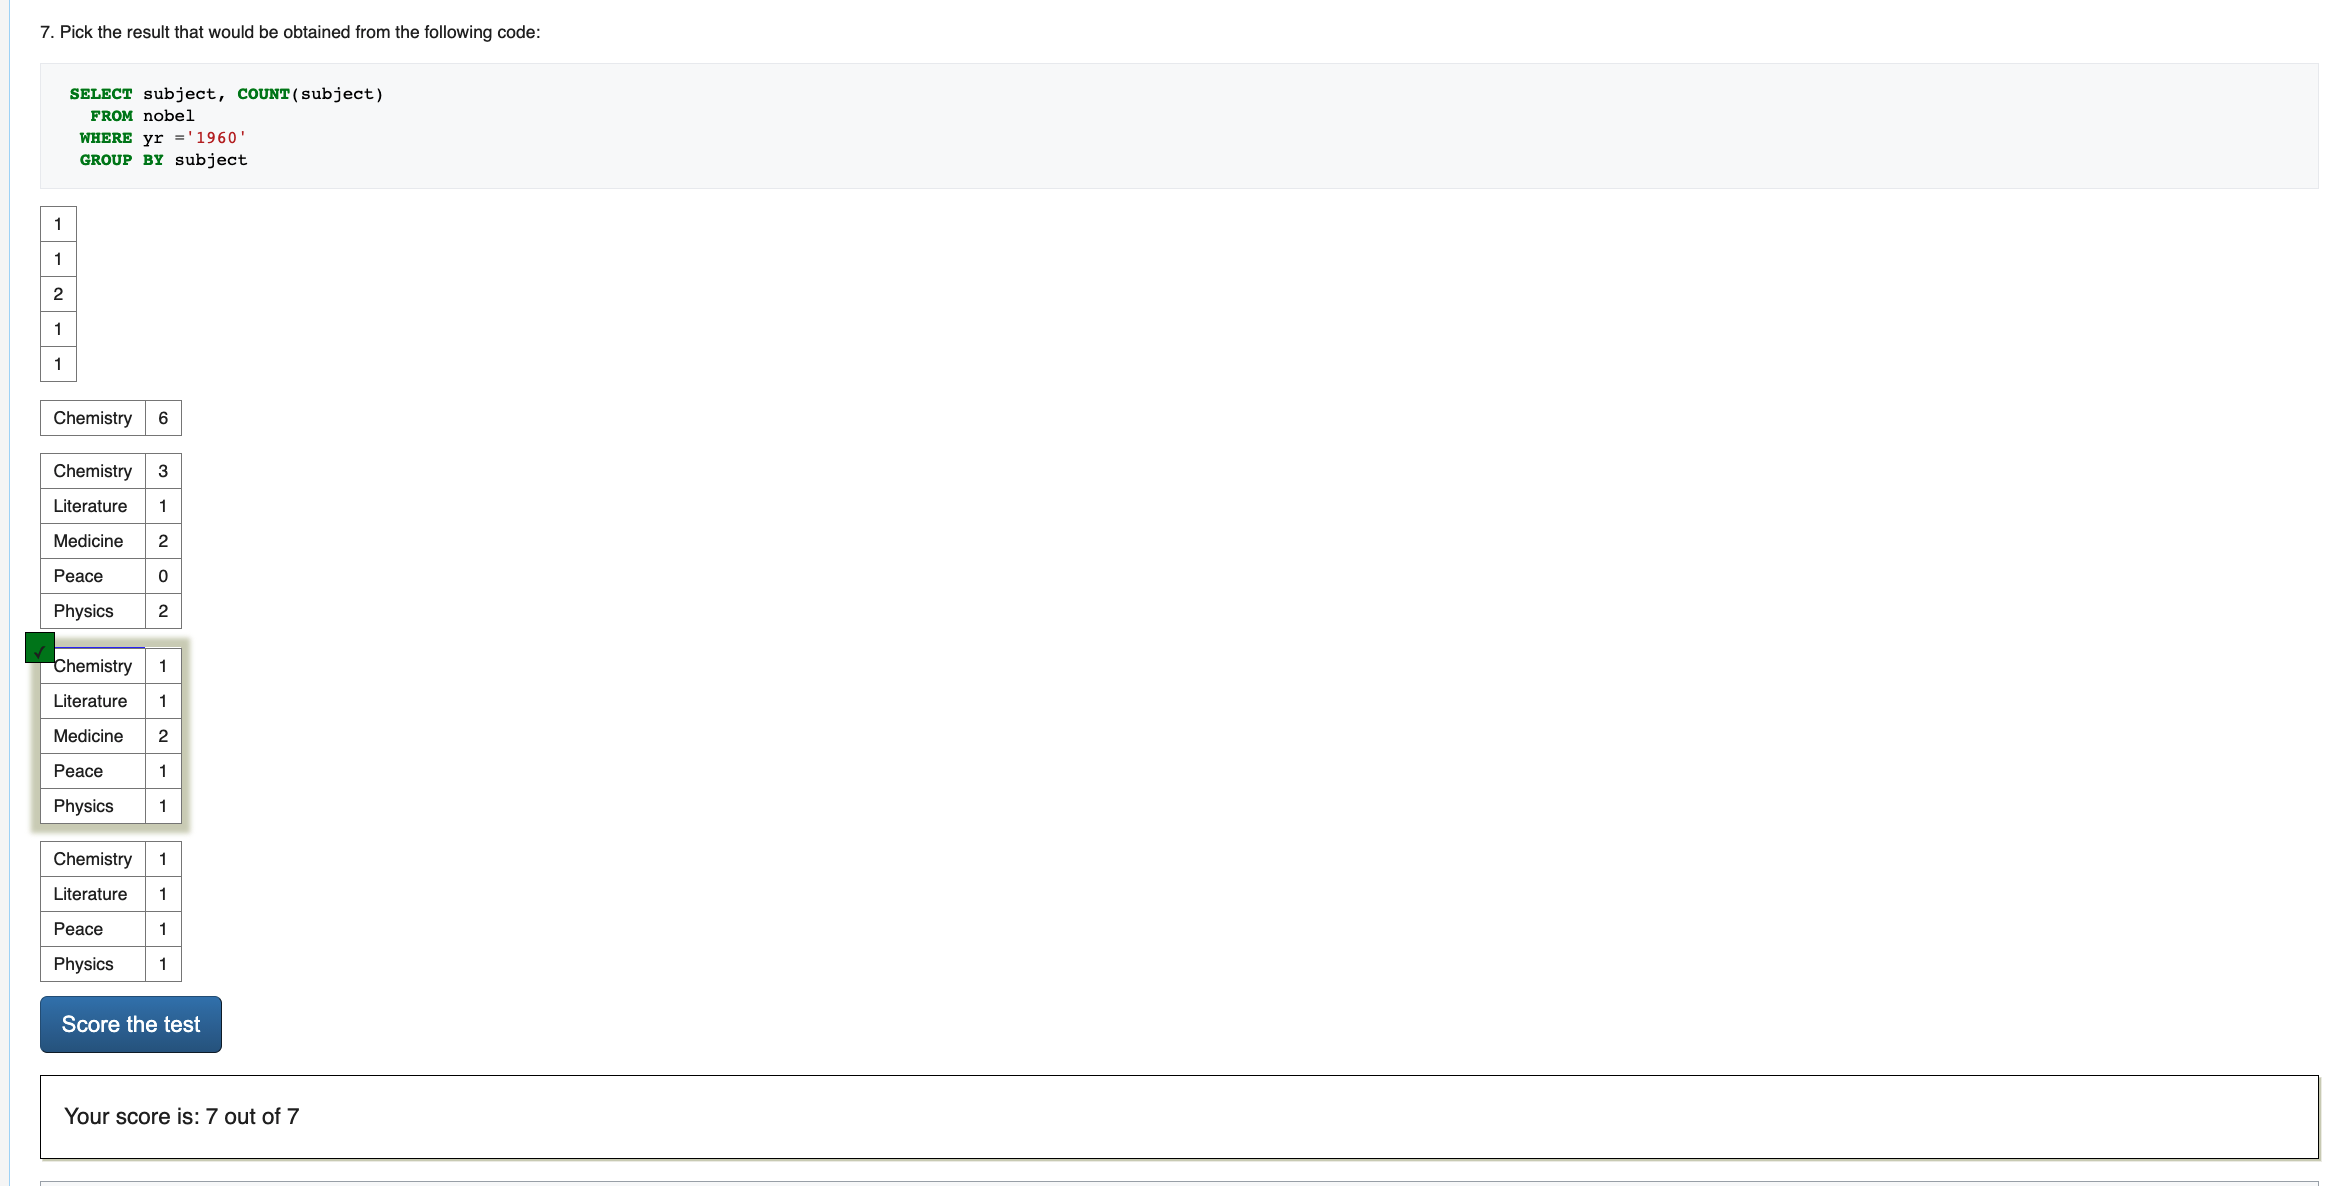 7. Pick the result that would be obtained from the following code:
SELECT subject, COUNT(subject)
FROM nobel
WHERE yr ='1960'
GROUP BY subject
1
1
2
1
1
Chemistry 6
Chemistry 3
Literature 1
Medicine 2
Peace 0
Physics 2
✓
Chemistry 1
Literature 1
Medicine 2
Peace 1
Physics 1
Chemistry 1
Literature 1
Peace 1
Physics 1
Score the test
Your score is: 7 out of 7